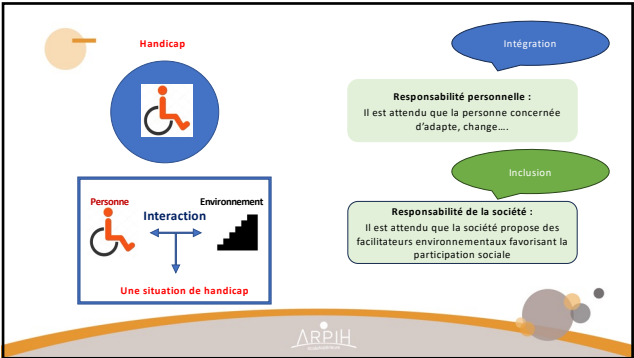 Handicap
Personne
Environnement
Interaction
Une situation de handicap
Intégration
Responsabilité personnelle :
Il est attendu que la personne concernée
d'adapte, change....
Inclusion
Responsabilité de la société :
Il est attendu que la société propose des
facilitateurs environnementaux favorisant la
participation sociale
ARPIH